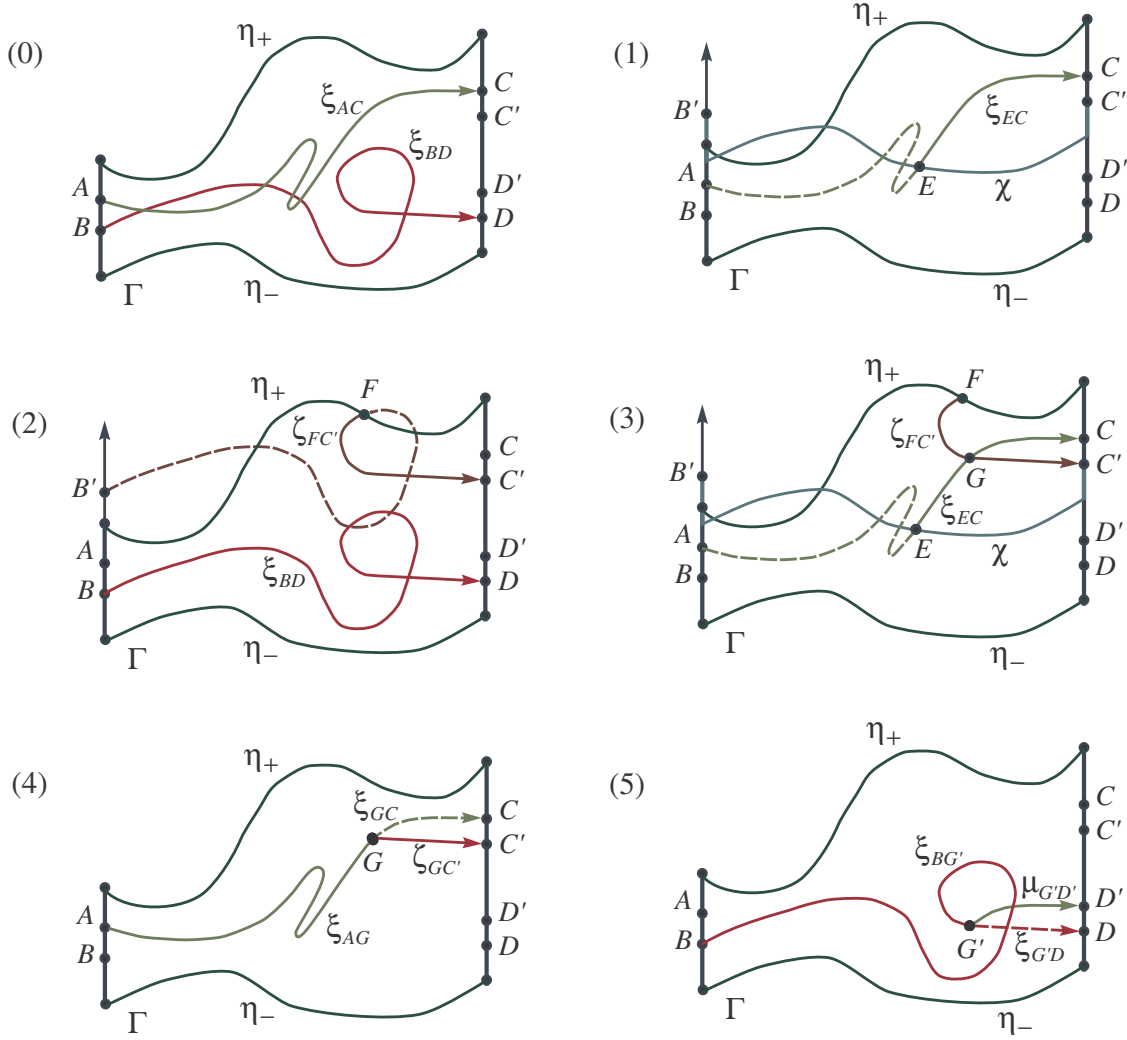 (0)
η+
ξAC
ξBD
A
B
C
C'
D'
D
Γ
η−
(1)
B'
A
B
ξEC
E
χ
C
C'
D'
D
Γ
η−
(2)
η+
F
ζFC'
B'
A
B
ξBD
C
C'
D'
D
Γ
η−
(3)
η+
F
ζFC'
G
B'
A
B
ξEC
E
χ
C
C'
D'
D
Γ
η−
(4)
η+
ξGC
G
ζGC'
A
B
ξAG
C
C'
D'
D
Γ
η−
(5)
η+
ξBG'
μG'D'
G'
ξG'D
A
B
C
C'
D'
D
Γ
η−